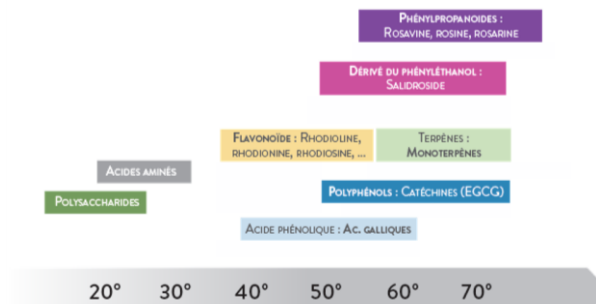 PHÉNYLPROPANOIDES :
ROSAVINE, ROSINE, ROSARINE
DÉRIVÉ DU PHÉNYLÉTHANOL :
SALIDROSIDE
FLAVONOÏDE : RHODIOLINE,
RHODIONINE, RHODIOSINE, ...
TERPÈNES :
MONOTERPÈNES
ACIDES AMINÉS
POLYSACCHARIDES
POLYPHÉNOLS : CATÉCHINES (EGCG)
ACIDE PHÉNOLIQUE : AC. GALLIQUES
20° 30° 40° 50° 60° 70°